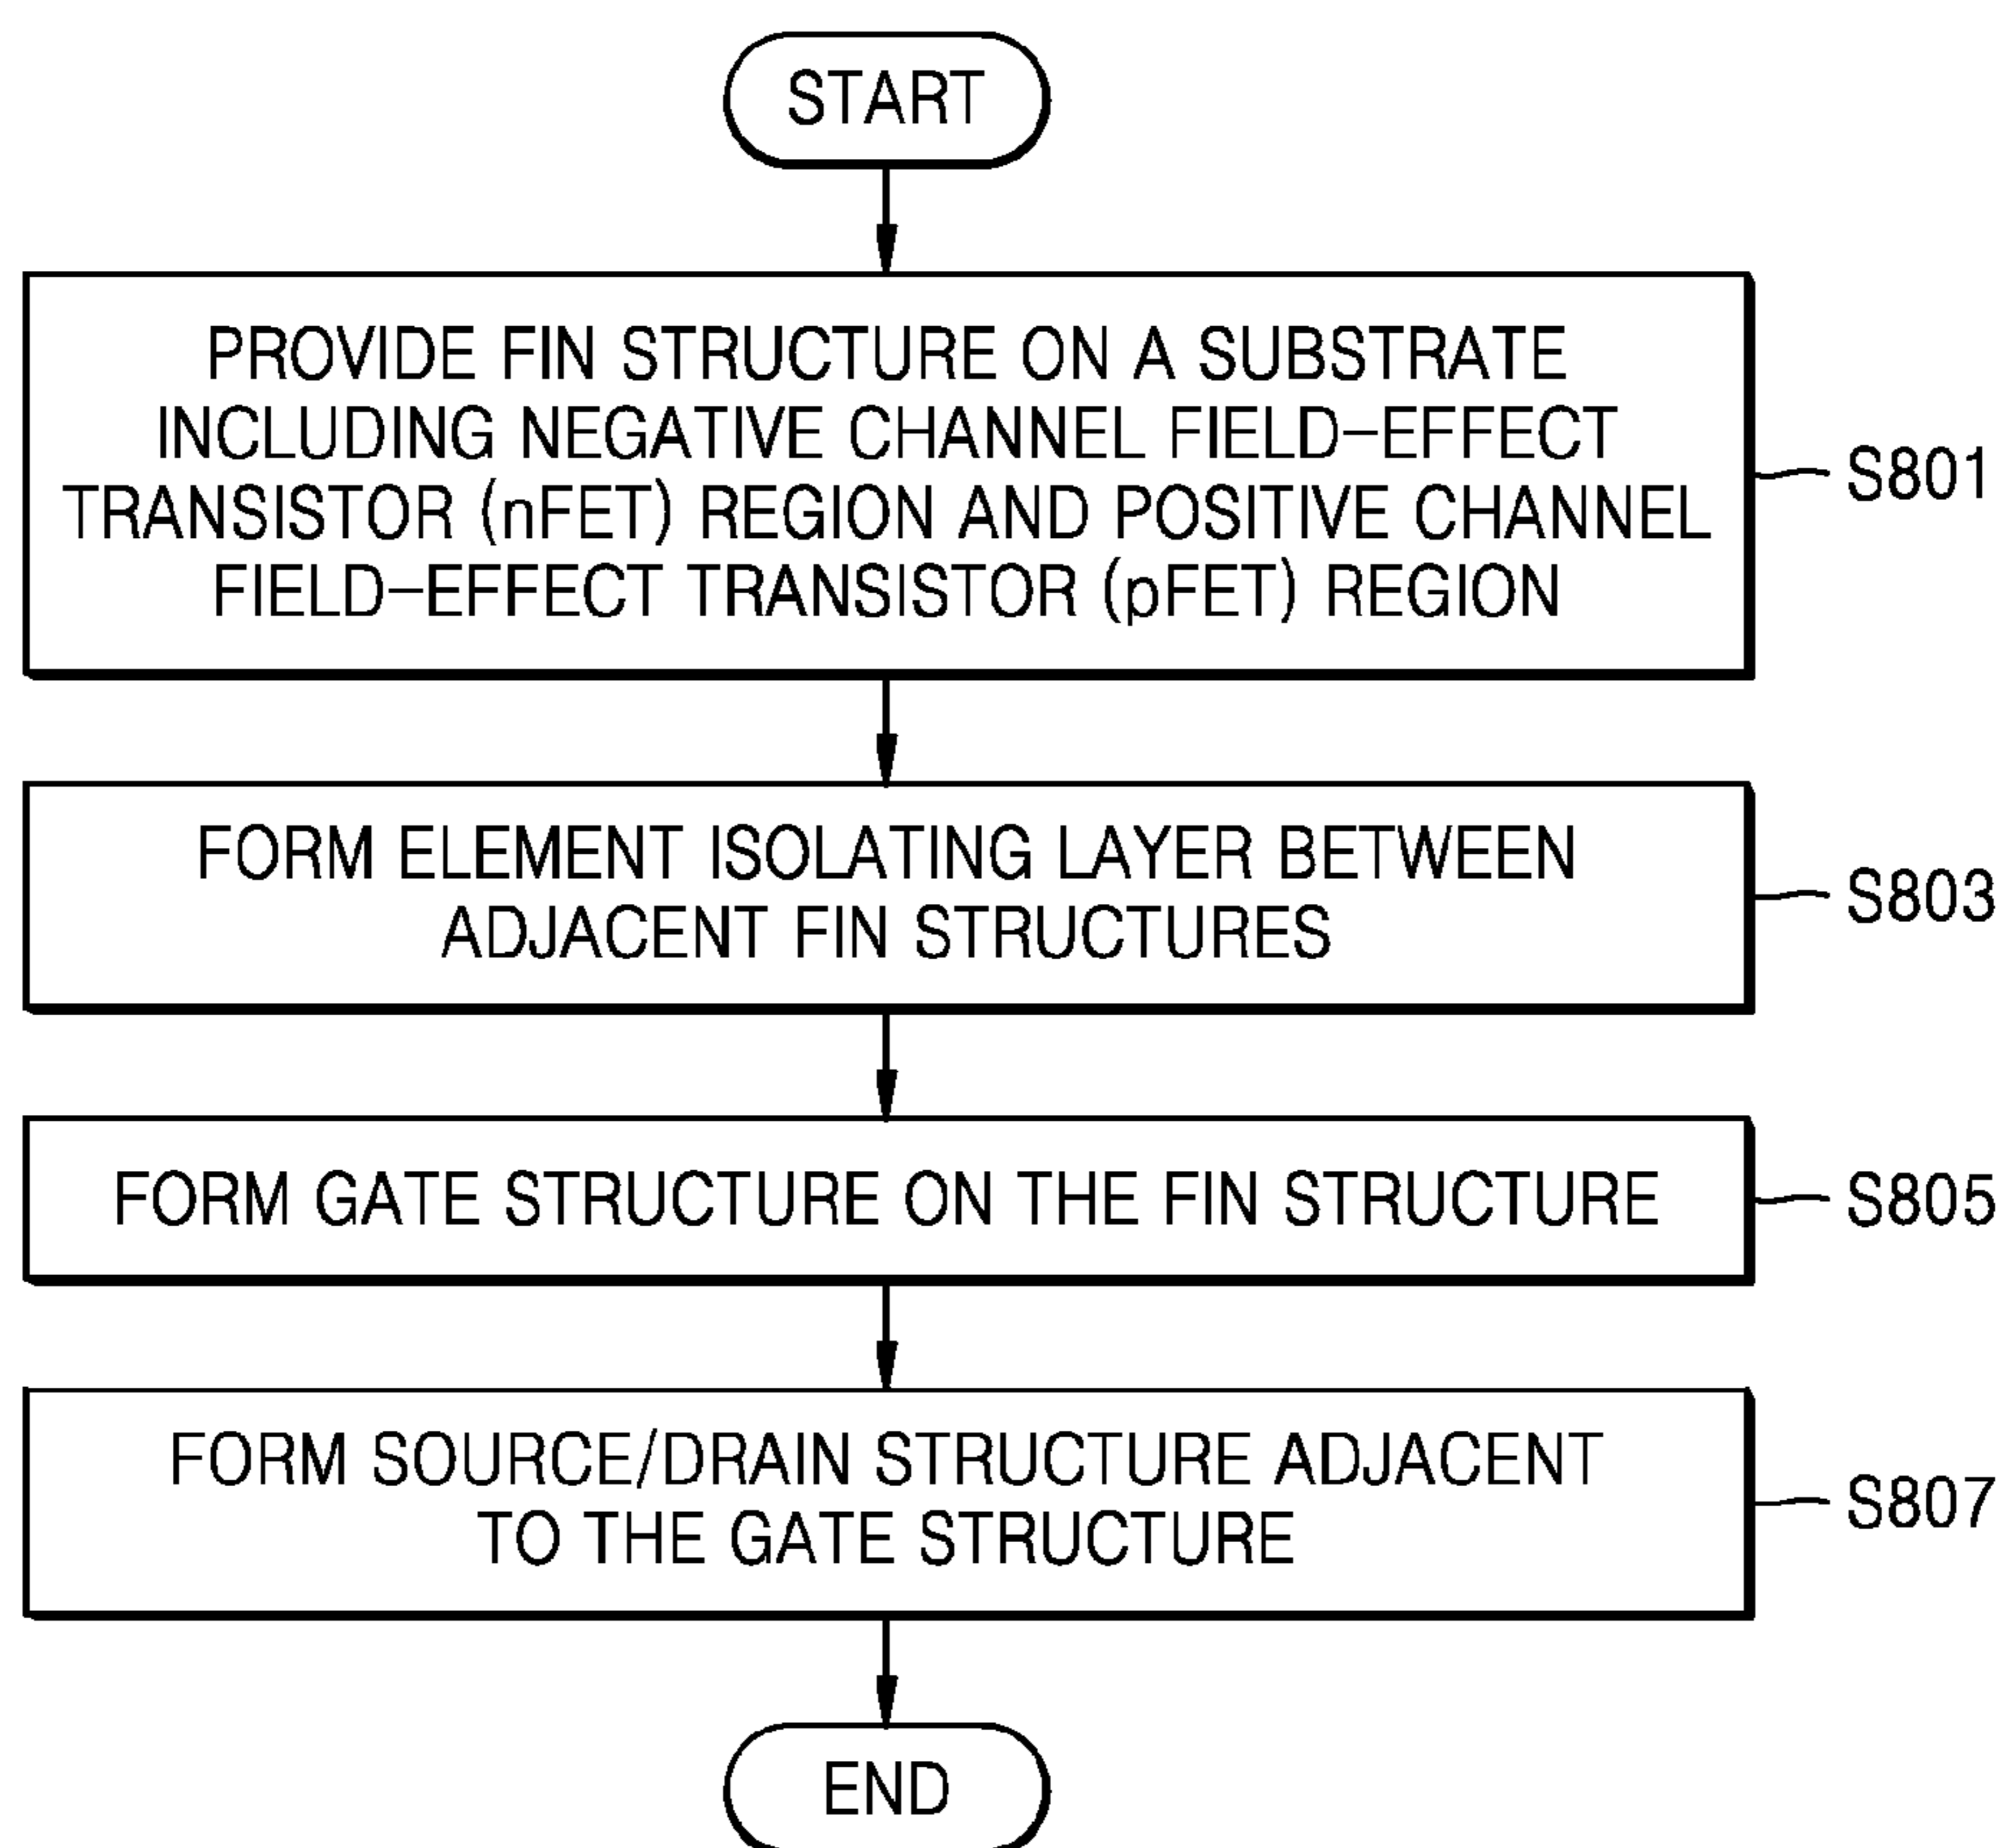 START
PROVIDE FIN STRUCTURE ON A SUBSTRATE
INCLUDING NEGATIVE CHANNEL FIELD-EFFECT
TRANSISTOR (nFET) REGION AND POSITIVE CHANNEL
FIELD-EFFECT TRANSISTOR (pFET) REGION
S801
FORM ELEMENT ISOLATING LAYER BETWEEN
ADJACENT FIN STRUCTURES
S803
FORM GATE STRUCTURE ON THE FIN STRUCTURE
S805
FORM SOURCE/DRAIN STRUCTURE ADJACENT
TO THE GATE STRUCTURE
S807
END